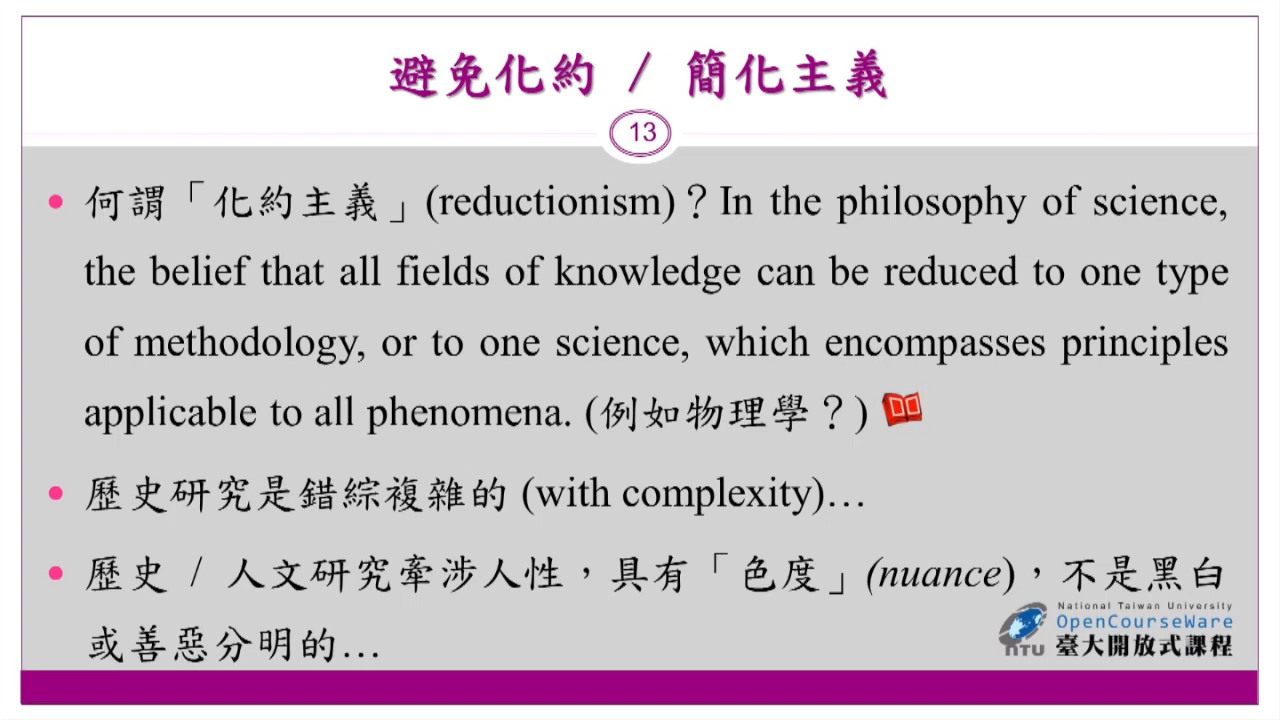 避免化約 / 簡化主義
13
• 何謂「化約主義」(reductionism)？In the philosophy of science,
the belief that all fields of knowledge can be reduced to one type
of methodology, or to one science, which encompasses principles
applicable to all phenomena. (例如物理學？)
• 歷史研究是錯綜複雜的 (with complexity)…
• 歷史 / 人文研究牽涉人性，具有「色度」(nuance)，不是黑白
或善惡分明的…
National Taiwan University
OpenCourseWare
NTU 臺大開放式課程